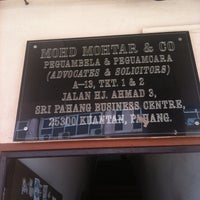 MOHD MOHTAR & CO
PEGUAMBELA & PEGUAMCARA
(ADVOCATES & SOLICITORS)
A-13, TKT. 1 & 2
JALAN HJ. AHMAD 3,
SRI PAHANG BUSINESS CENTRE,
25300 KUANTAN, PAHANG.